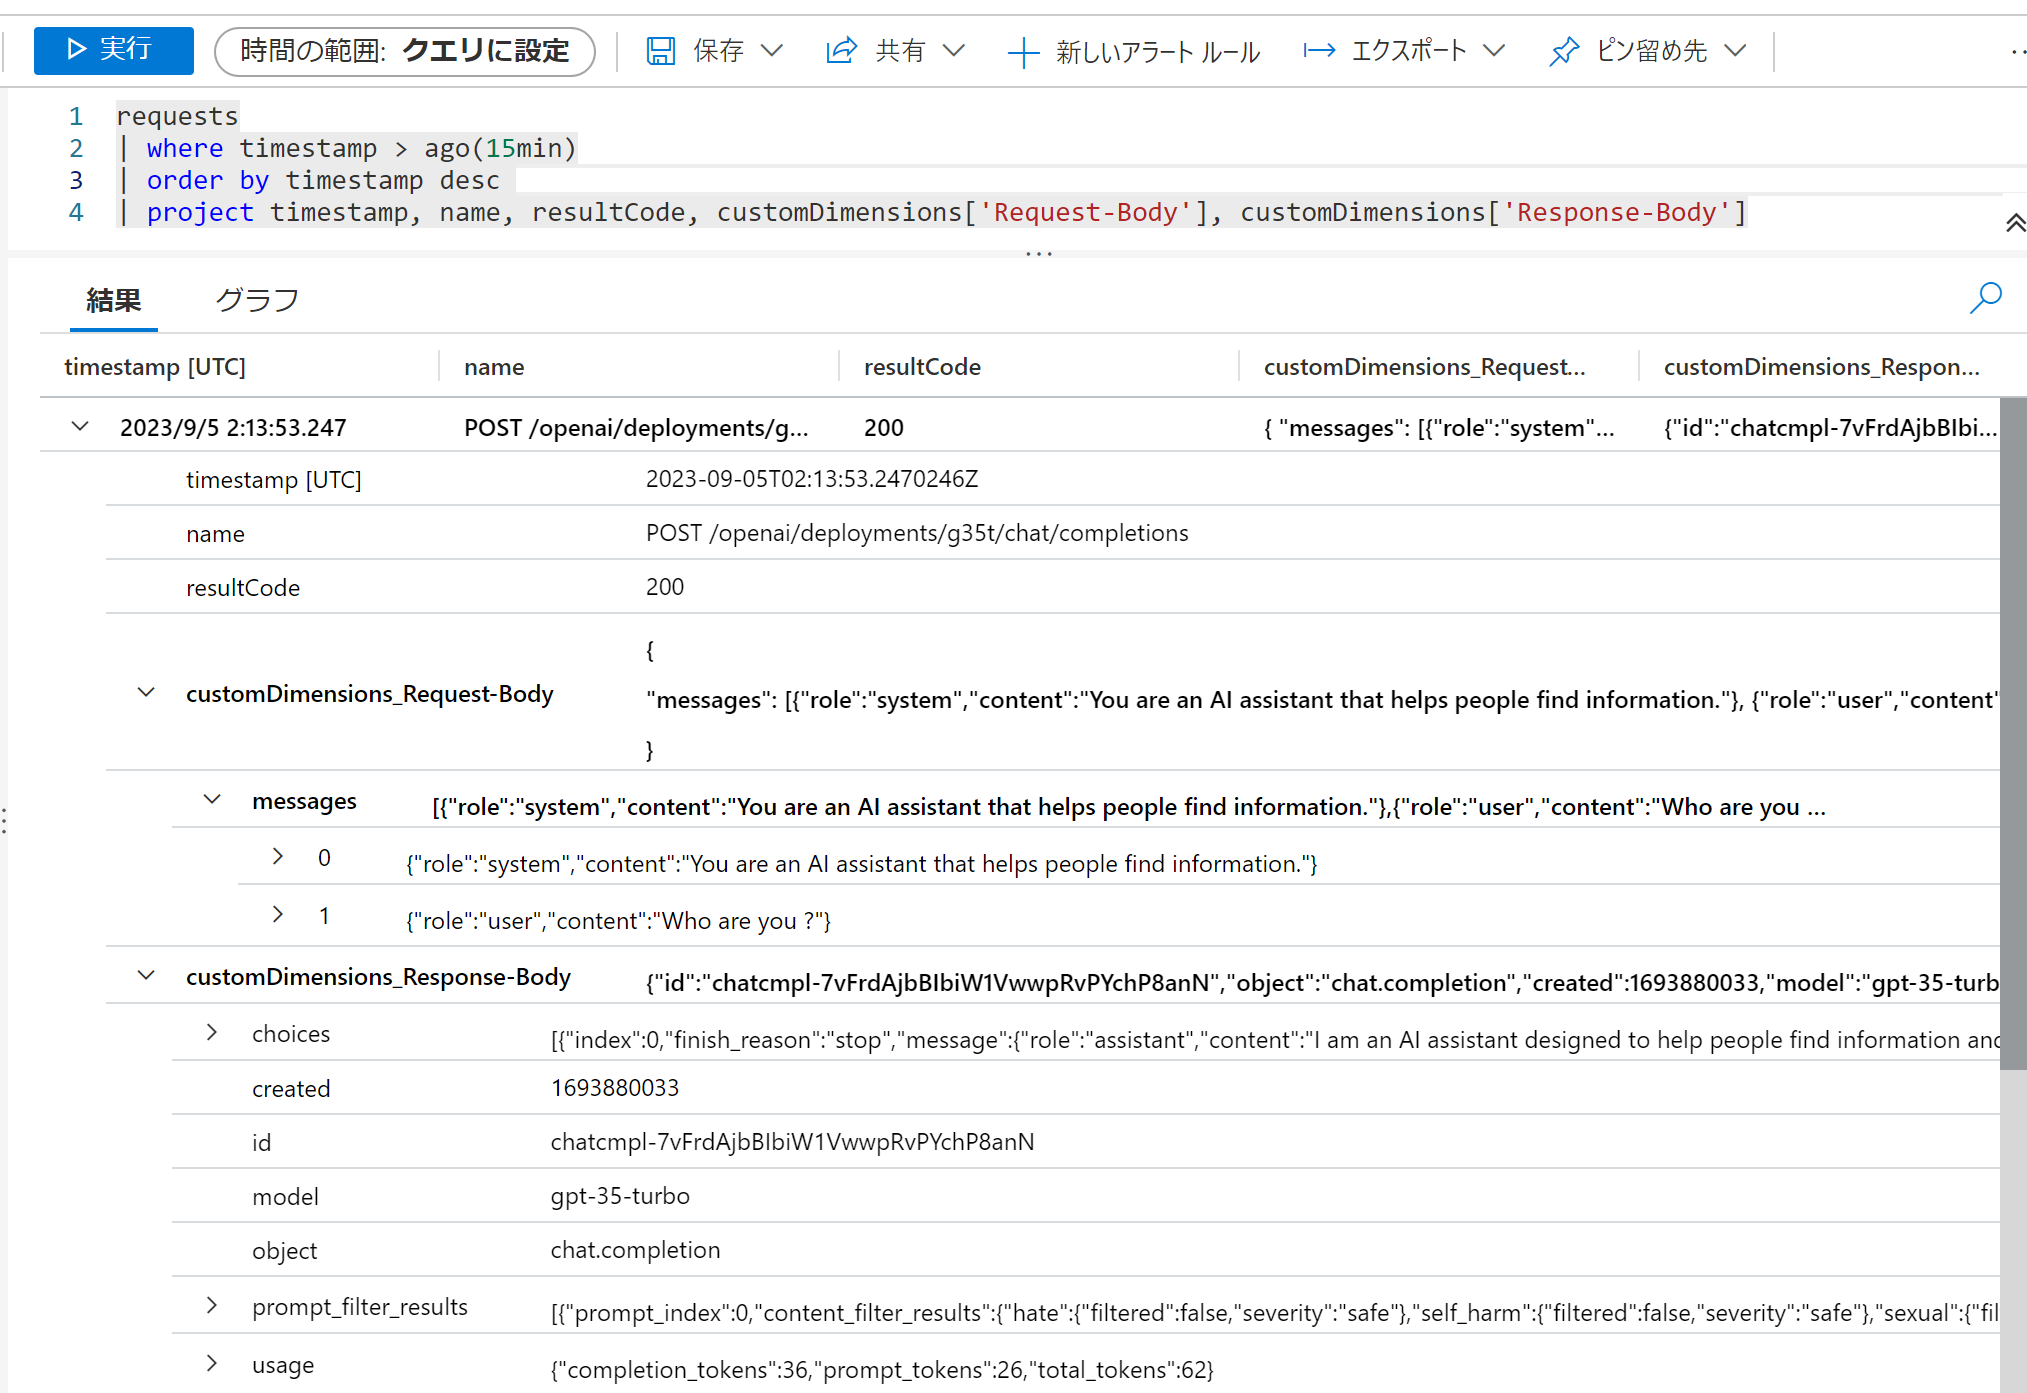 実行 時間の範囲: クエリに設定 保存 共有 新しいアラート ルール エクスポート ピン留め先
1 requests
2 | where timestamp > ago(15min)
3 | order by timestamp desc
4 | project timestamp, name, resultCode, customDimensions['Request-Body'], customDimensions['Response-Body']
結果 グラフ
timestamp [UTC] name resultCode customDimensions_Request... customDimensions_Respon...
2023/9/5 2:13:53.247 POST /openai/deployments/g... 200 { "messages": [{"role":"system"... {"id":"chatcmpl-7vFrdAjbBIbi...
timestamp [UTC] 2023-09-05T02:13:53.2470246Z
name POST /openai/deployments/g35t/chat/completions
resultCode 200
{
customDimensions_Request-Body "messages": [{"role":"system","content":"You are an AI assistant that helps people find information."}, {"role":"user","content"
}
messages [{"role":"system","content":"You are an AI assistant that helps people find information."},{"role":"user","content":"Who are you ...
0 {"role":"system","content":"You are an AI assistant that helps people find information."}
1 {"role":"user","content":"Who are you ?"}
customDimensions_Response-Body {"id":"chatcmpl-7vFrdAjbBIbiW1VwwpRvPYchP8anN","object":"chat.completion","created":1693880033,"model":"gpt-35-turb
choices [{"index":0,"finish_reason":"stop","message":{"role":"assistant","content":"I am an AI assistant designed to help people find information and
created 1693880033
id chatcmpl-7vFrdAjbBIbiW1VwwpRvPYchP8anN
model gpt-35-turbo
object chat.completion
prompt_filter_results [{"prompt_index":0,"content_filter_results":{"hate":{"filtered":false,"severity":"safe"},"self_harm":{"filtered":false,"severity":"safe"},"sexual":{"fil
usage {"completion_tokens":36,"prompt_tokens":26,"total_tokens":62}